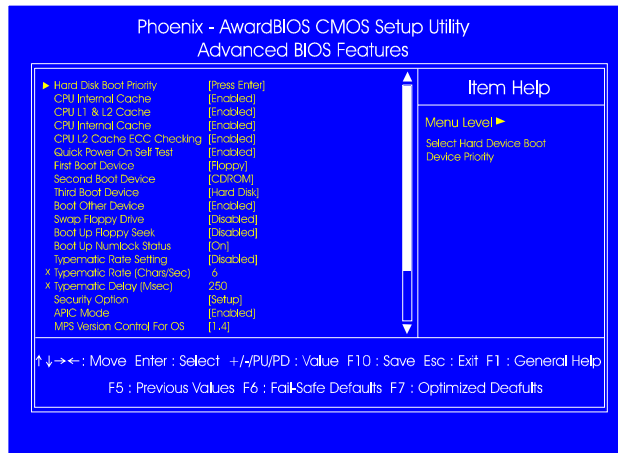 Phoenix - AwardBIOS CMOS Setup Utility
Advanced BIOS Features
► Hard Disk Boot Priority [Press Enter]
CPU Internal Cache [Enabled]
CPU L1 & L2 Cache [Enabled]
CPU Internal Cache [Enabled]
CPU L2 Cache ECC Checking [Enabled]
Quick Power On Self Test [Enabled]
First Boot Device [Floppy]
Second Boot Device [CDROM]
Third Boot Device [Hard Disk]
Boot Other Device [Enabled]
Swap Floppy Drive [Disabled]
Boot Up Floppy Seek [Disabled]
Boot Up Numlock Status [On]
Typematic Rate Setting [Disabled]
x Typematic Rate (Chars/Sec) 6
x Typematic Delay (Msec) 250
Security Option [Setup]
APIC Mode [Enabled]
MPS Version Control For OS [1.4]
Item Help
Menu Level ►
Select Hard Device Boot
Device Priority
↑↓→←: Move Enter : Select +/-/PU/PD : Value F10 : Save Esc : Exit F1 : General Help
F5 : Previous Values F6 : Fail-Safe Defaults F7 : Optimized Deafults